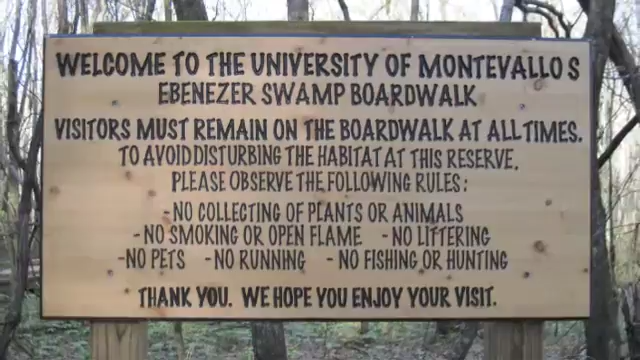 WELCOME TO THE UNIVERSITY OF MONTEVALLO S
EBENEZER SWAMP BOARDWALK
VISITORS MUST REMAIN ON THE BOARDWALK AT ALL TIMES.
TO AVOID DISTURBING THE HABITAT AT THIS RESERVE,
PLEASE OBSERVE THE FOLLOWING RULES:
-NO COLLECTING OF PLANTS OR ANIMALS
-NO SMOKING OR OPEN FLAME -NO LITTERING
-NO PETS -NO RUNNING - NO FISHING OR HUNTING
THANK YOU. WE HOPE YOU ENJOY YOUR VISIT.